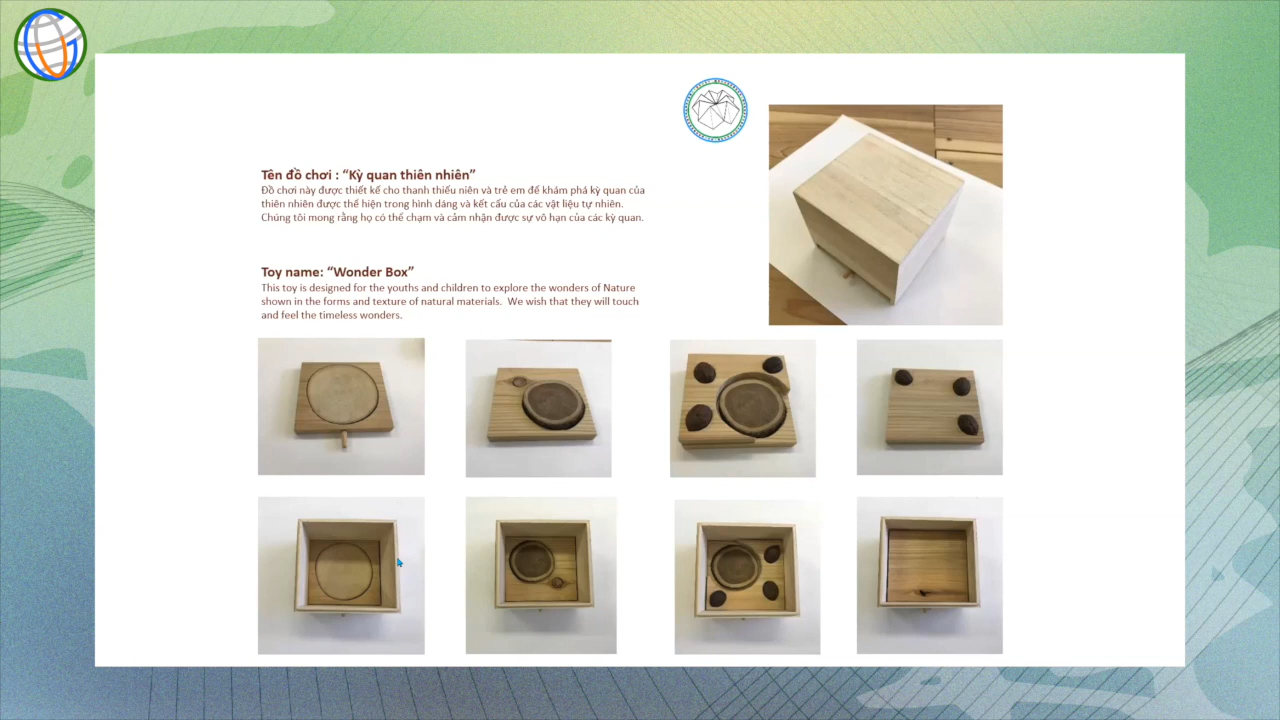 Tên đồ chơi : “Kỳ quan thiên nhiên”
Đồ chơi này được thiết kế cho thanh thiếu niên và trẻ em để khám phá kỳ quan của
thiên nhiên được thể hiện trong hình dáng và kết cấu của các vật liệu tự nhiên.
Chúng tôi mong rằng họ có thể chạm và cảm nhận được sự vô hạn của các kỳ quan.
Toy name: “Wonder Box”
This toy is designed for the youths and children to explore the wonders of Nature
shown in the forms and texture of natural materials.  We wish that they will touch
and feel the timeless wonders.